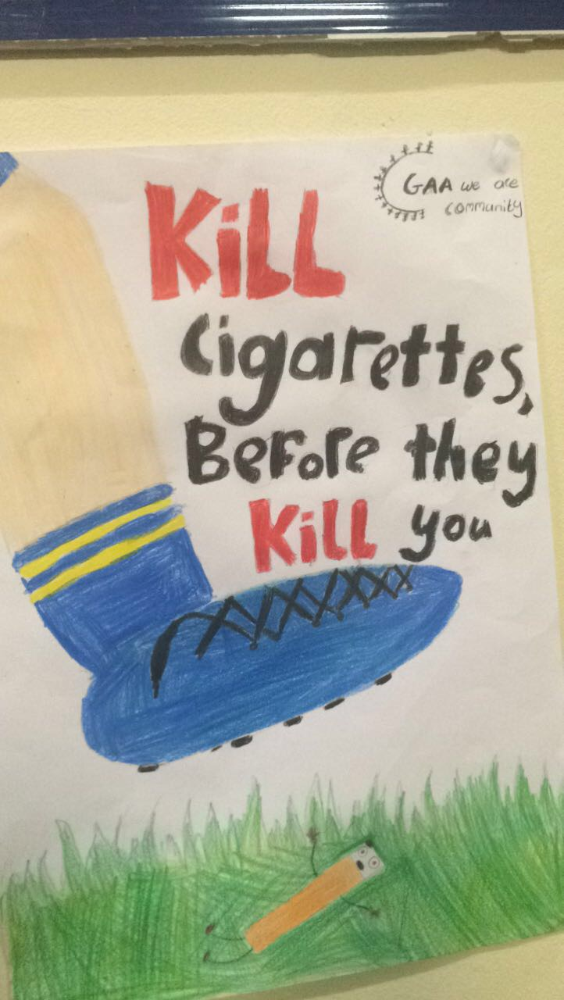 GAA we are
community
KiLL
Cigarettes,
Before they
Kill you